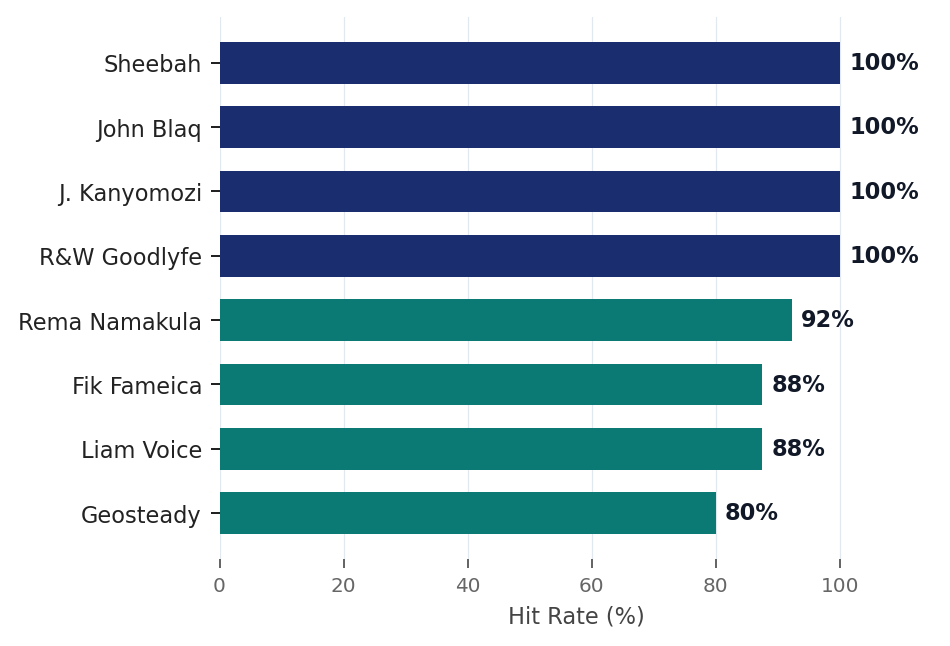 Sheebah 100%
John Blaq 100%
J. Kanyomozi 100%
R&W Goodlyfe 100%
Rema Namakula 92%
Fik Fameica 88%
Liam Voice 88%
Geosteady 80%
0 20 40 60 80 100
Hit Rate (%)